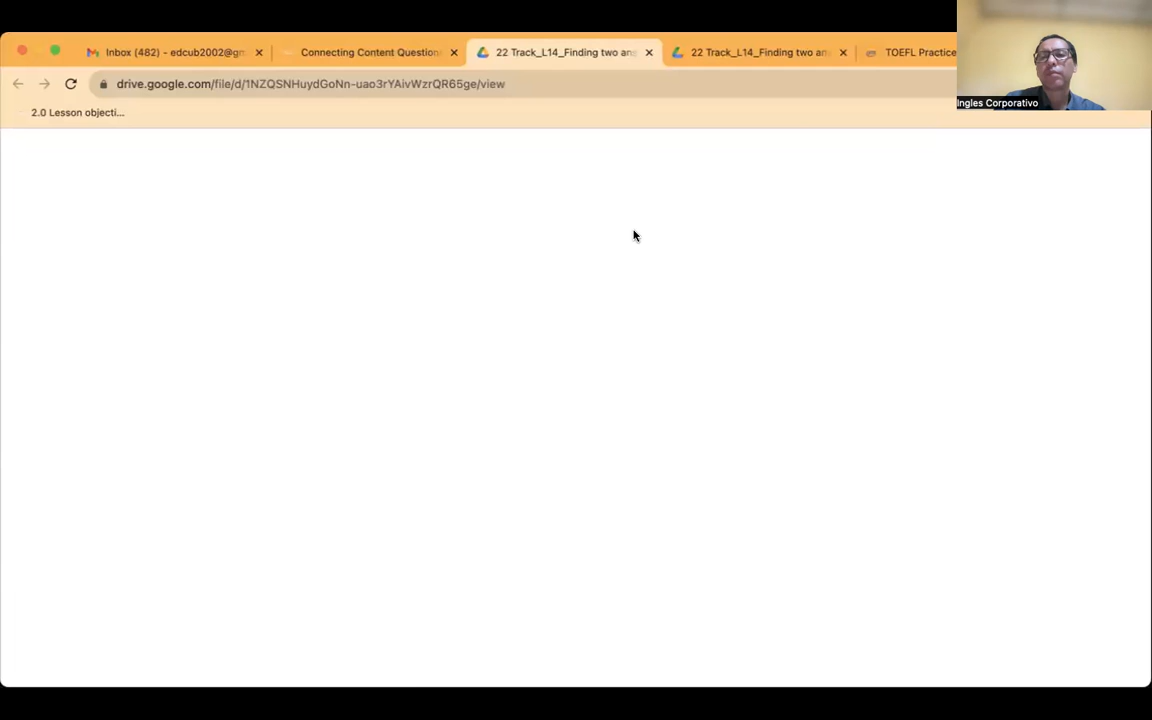 Inbox (482) - edcub2002@gm
Connecting Content Question
22 Track_L14_Finding two an
22 Track_L14_Finding two an
TOEFL Practice
drive.google.com/file/d/1NZQSNHuydGoNn-uao3rYAivWzrQR65ge/view
2.0 Lesson objecti...
Ingles Corporativo